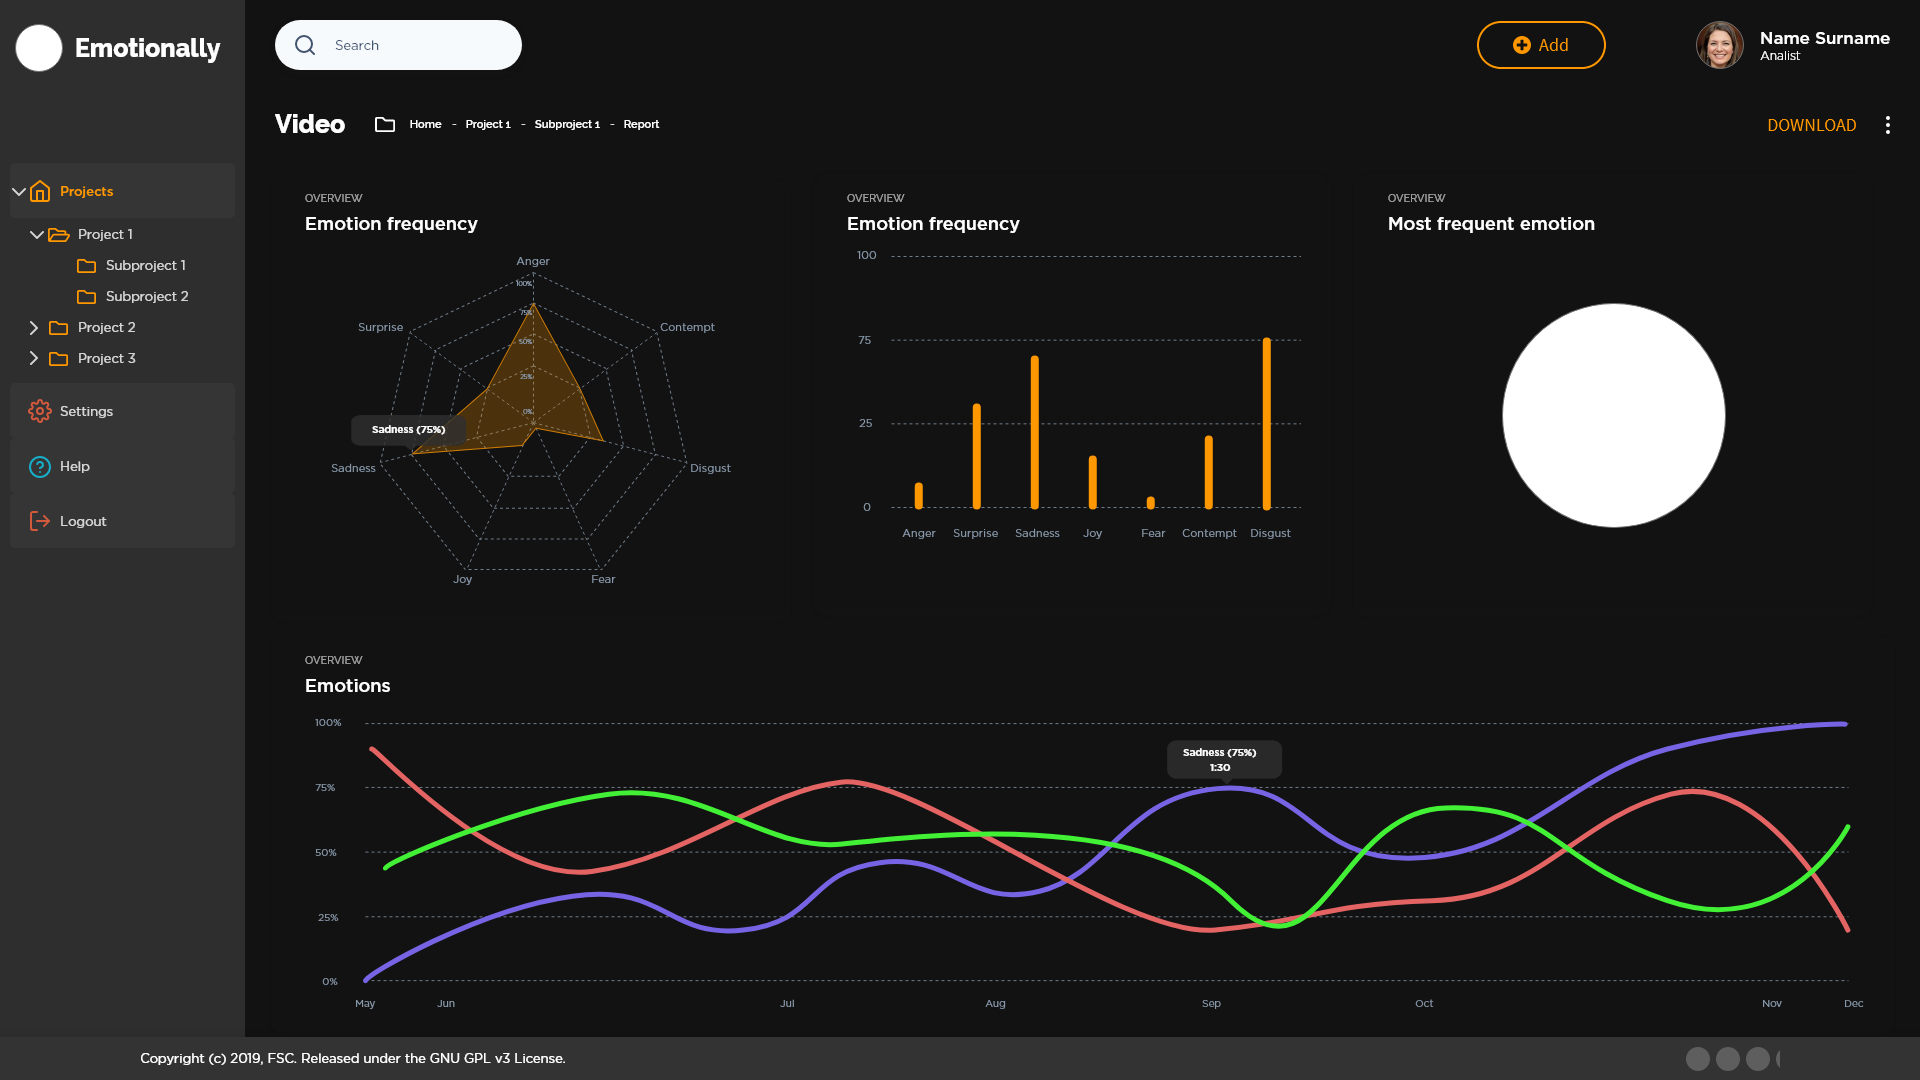 Emotionally
Search
Add
Name Surname
Analist
Video
Home - Project 1 - Subproject 1 - Report
DOWNLOAD
Projects
Project 1
Subproject 1
Subproject 2
Project 2
Project 3
Settings
Help
Logout
OVERVIEW
Emotion frequency
Anger
100%
75%
50%
25%
0%
Surprise
Contempt
Sadness (75%)
Sadness
Disgust
Joy
Fear
OVERVIEW
Emotion frequency
100
75
25
0
Anger Surprise Sadness Joy Fear Contempt Disgust
OVERVIEW
Most frequent emotion
OVERVIEW
Emotions
100%
75%
50%
25%
0%
Sadness (75%)
1:30
May Jun Jul Aug Sep Oct Nov Dec
Copyright (c) 2019, FSC. Released under the GNU GPL v3 License.